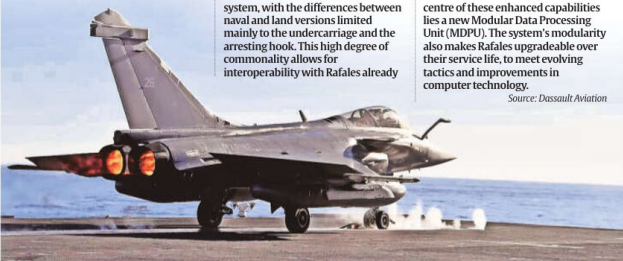 system, with the differences between
naval and land versions limited
mainly to the undercarriage and the
arresting hook. This high degree of
commonality allows for
interoperability with Rafales already
centre of these enhanced capabilities
lies a new Modular Data Processing
Unit (MDPU). The system's modularity
also makes Rafales upgradeable over
their service life, to meet evolving
tactics and improvements in
computer technology.
Source: Dassault Aviation
26